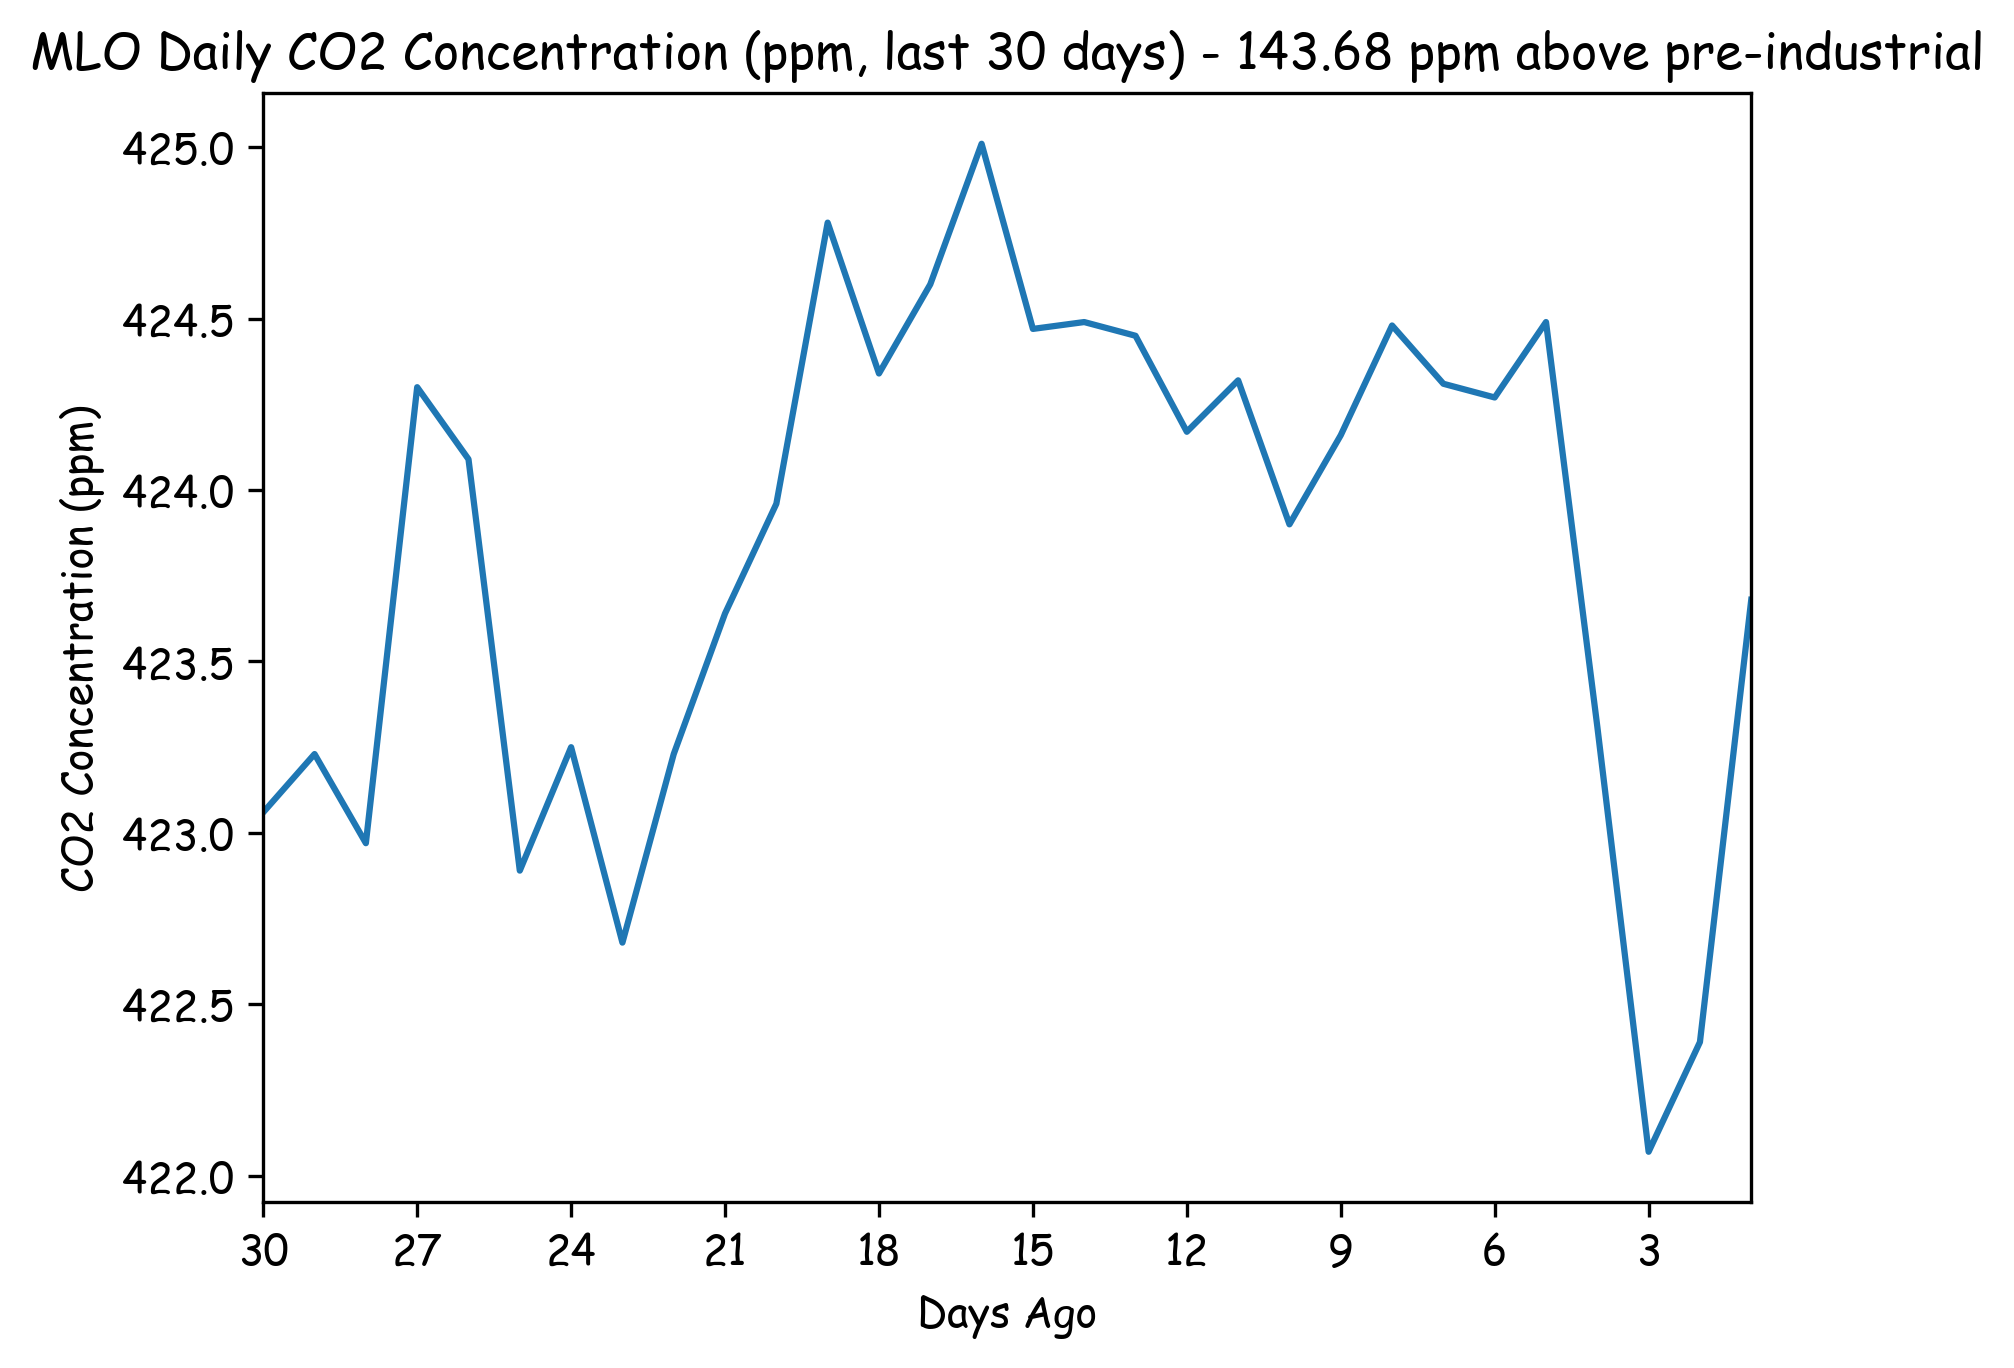 MLO Daily CO2 Concentration (ppm, last 30 days) - 143.68 ppm above pre-industrial
CO2 Concentration (ppm)
425.0
424.5
424.0
423.5
423.0
422.5
422.0
30 27 24 21 18 15 12 9 6 3
Days Ago